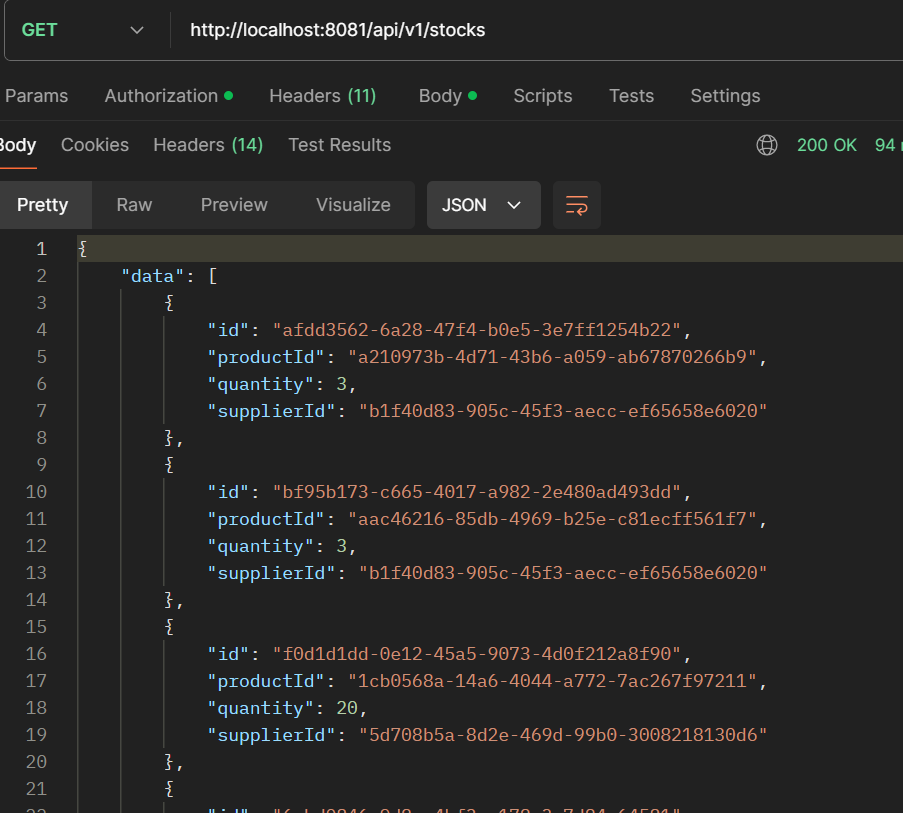 GET http://localhost:8081/api/v1/stocks
Params Authorization Headers (11) Body Scripts Tests Settings
Body Cookies Headers (14) Test Results 200 OK 94
Pretty Raw Preview Visualize JSON
1 {
2 "data": [
3 {
4 "id": "afdd3562-6a28-47f4-b0e5-3e7ff1254b22",
5 "productId": "a210973b-4d71-43b6-a059-ab67870266b9",
6 "quantity": 3,
7 "supplierId": "b1f40d83-905c-45f3-aecc-ef65658e6020"
8 },
9 {
10 "id": "bf95b173-c665-4017-a982-2e480ad493dd",
11 "productId": "aac46216-85db-4969-b25e-c81ecff561f7",
12 "quantity": 3,
13 "supplierId": "b1f40d83-905c-45f3-aecc-ef65658e6020"
14 },
15 {
16 "id": "f0d1d1dd-0e12-45a5-9073-4d0f212a8f90",
17 "productId": "1cb0568a-14a6-4044-a772-7ac267f97211",
18 "quantity": 20,
19 "supplierId": "5d708b5a-8d2e-469d-99b0-3008218130d6"
20 },
21 {